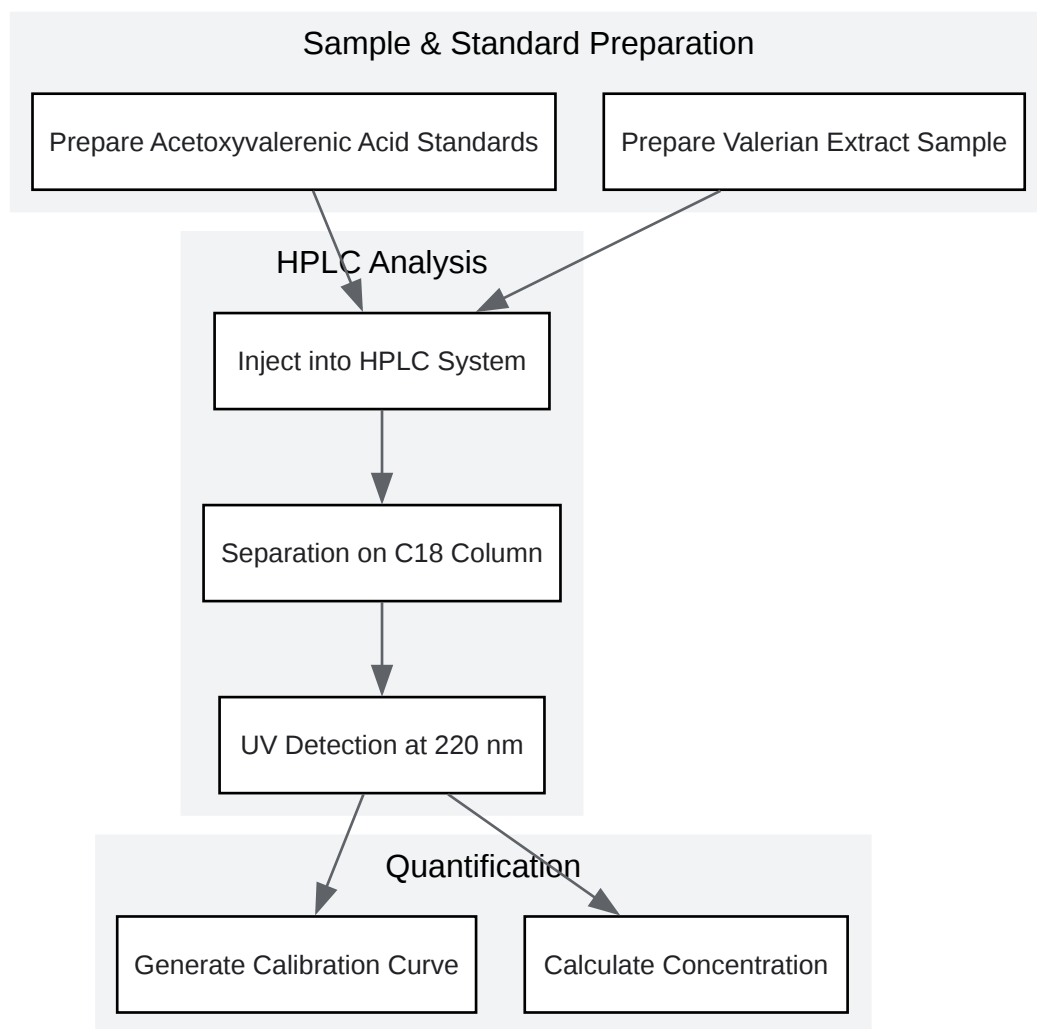 Sample & Standard Preparation
Prepare Acetoxyvalerenic Acid Standards
Prepare Valerian Extract Sample
HPLC Analysis
Inject into HPLC System
Separation on C18 Column
UV Detection at 220 nm
Quantification
Generate Calibration Curve
Calculate Concentration